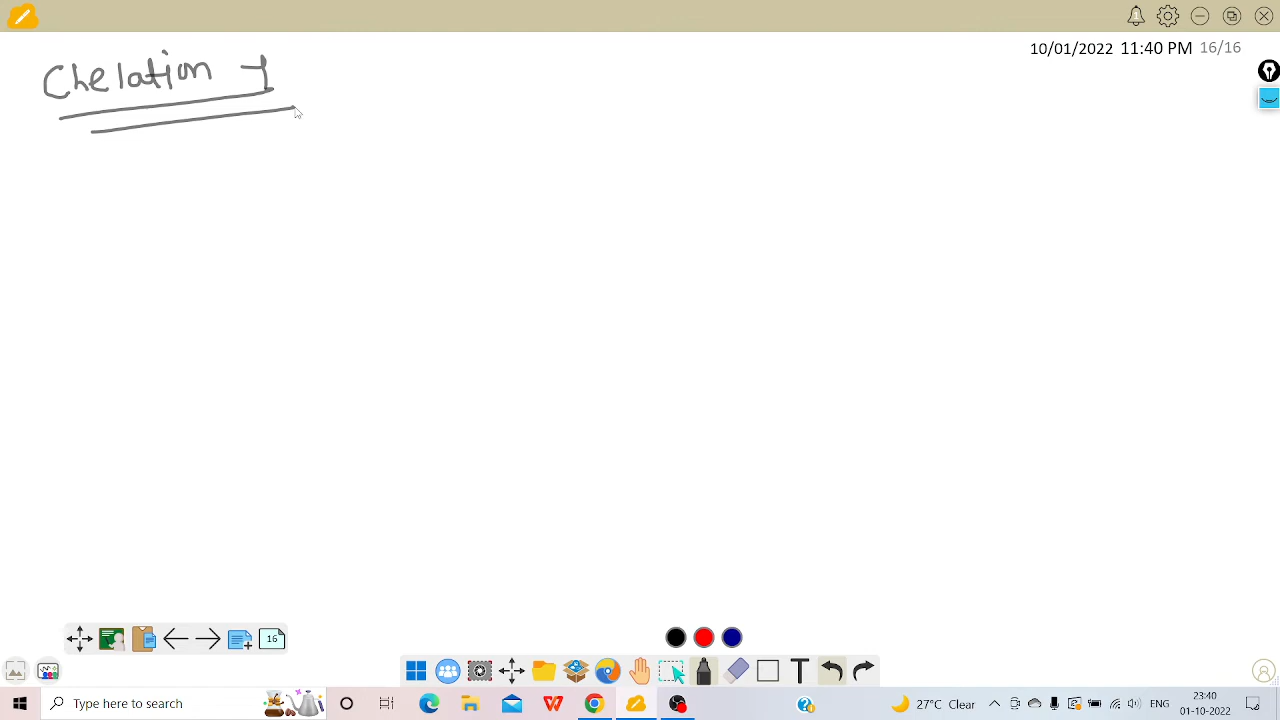 10/01/2022 11:40 PM 16/16
Chelation -
16
T
Type here to search
27°C Clear
ENG
23:40
01-10-2022